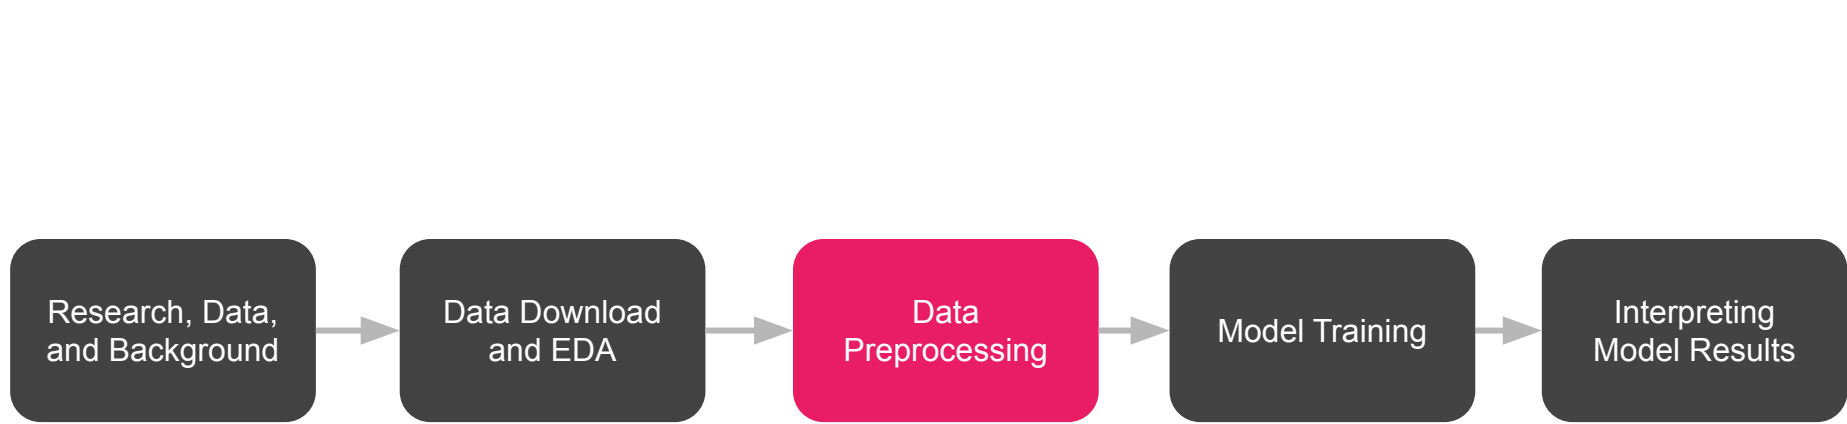 Research, Data,
and Background
Data Download
and EDA
Data
Preprocessing
Model Training
Interpreting
Model Results